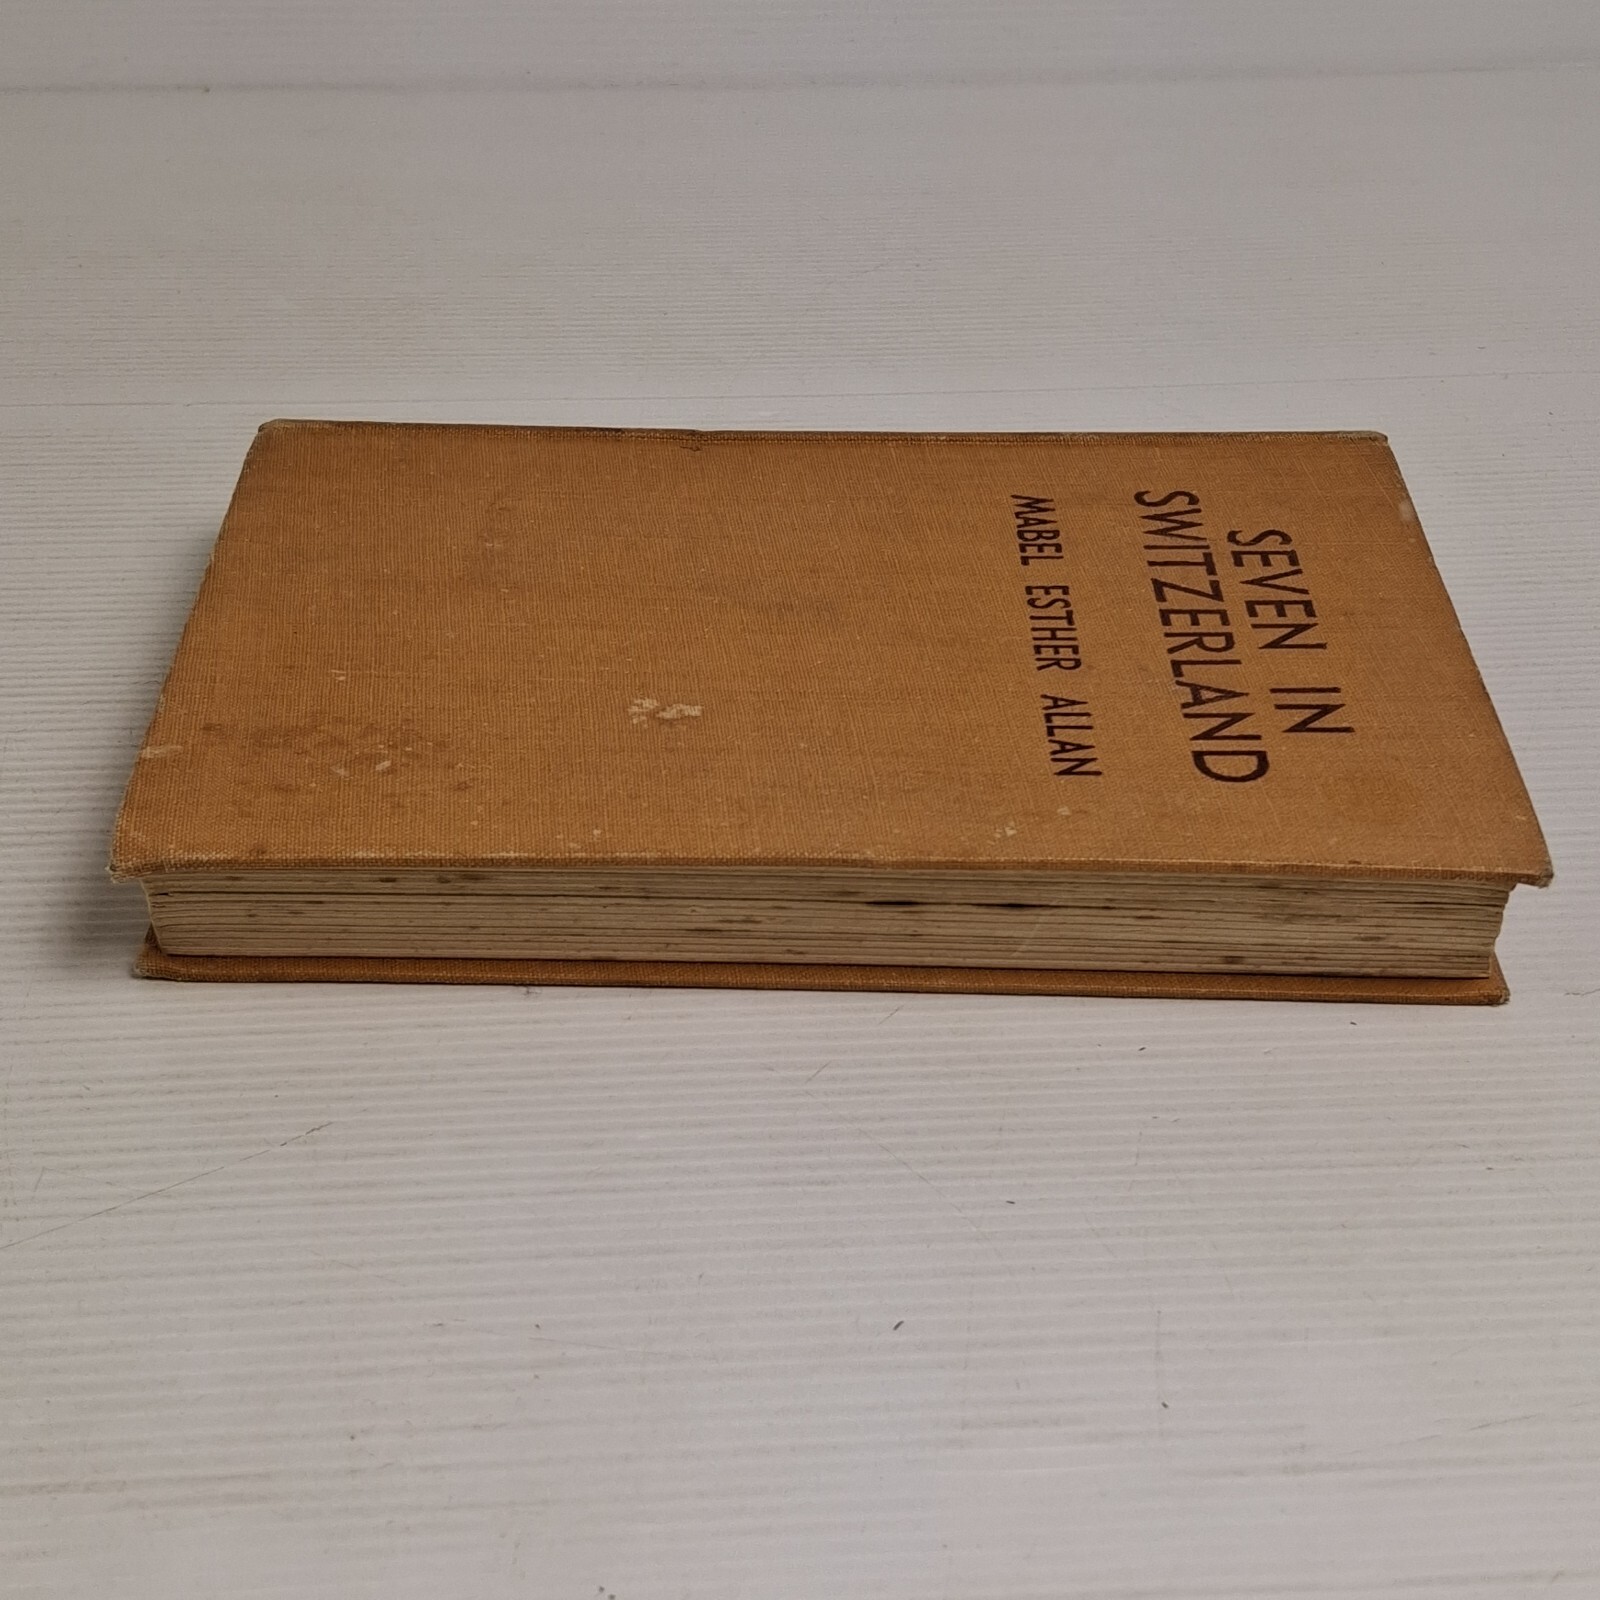 SEVEN IN
SWITZERLAND
MABEL ESTHER ALLAN